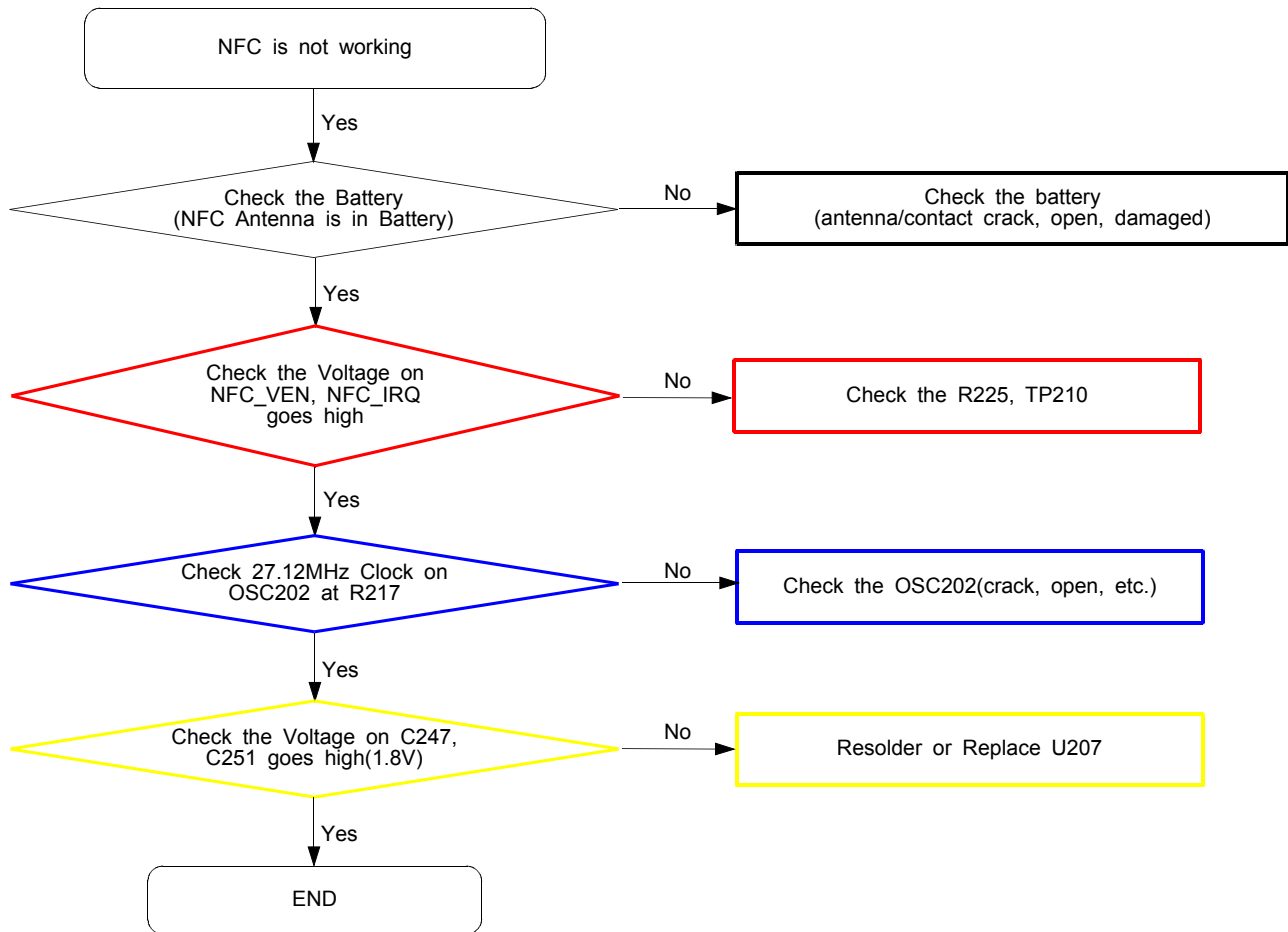 NFC is not working
Yes
Check the Battery
(NFC Antenna is in Battery)
No
Check the battery
(antenna/contact crack, open, damaged)
Yes
Check the Voltage on
NFC_VEN, NFC_IRQ
goes high
No
Check the R225, TP210
Yes
Check 27.12MHz Clock on
OSC202 at R217
No
Check the OSC202(crack, open, etc.)
Yes
Check the Voltage on C247,
C251 goes high(1.8V)
No
Resolder or Replace U207
Yes
END